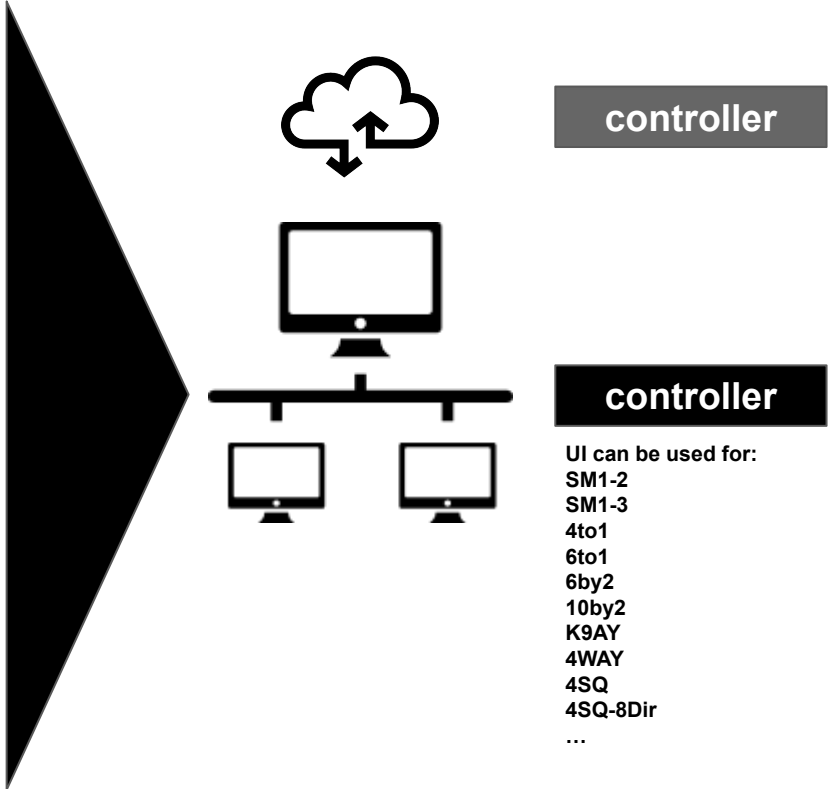 controller
controller
UI can be used for:
SM1-2
SM1-3
4to1
6to1
6by2
10by2
K9AY
4WAY
4SQ
4SQ-8Dir
…